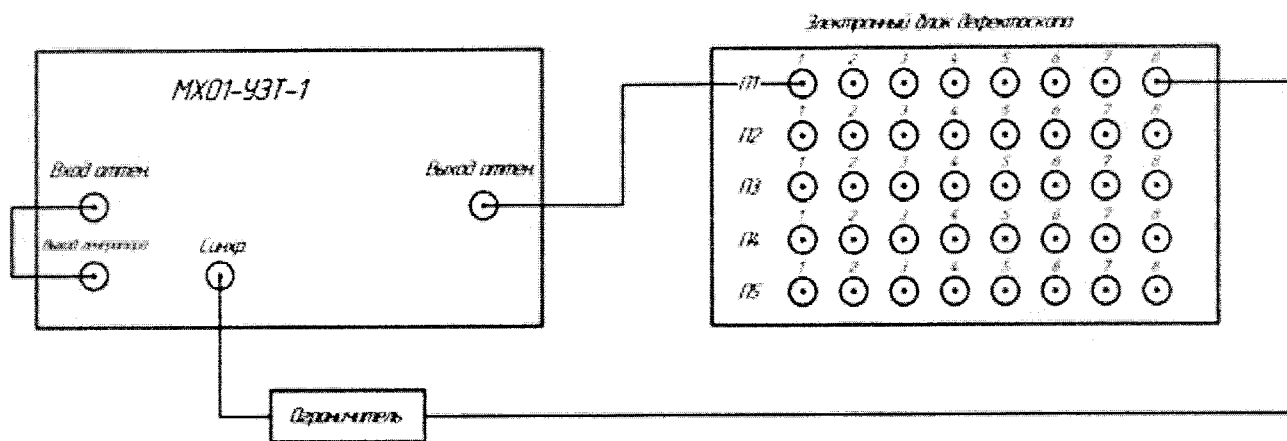 Электронный блок дефектоскопа
МХ01-УЗТ-1
Вход аттен.
Выход генератора
Синхр.
Выход аттен.
1 2 3 4 5 6 7 8
П1
1 2 3 4 5 6 7 8
П2
1 2 3 4 5 6 7 8
П3
1 2 3 4 5 6 7 8
П4
1 2 3 4 5 6 7 8
П5
Ограничитель